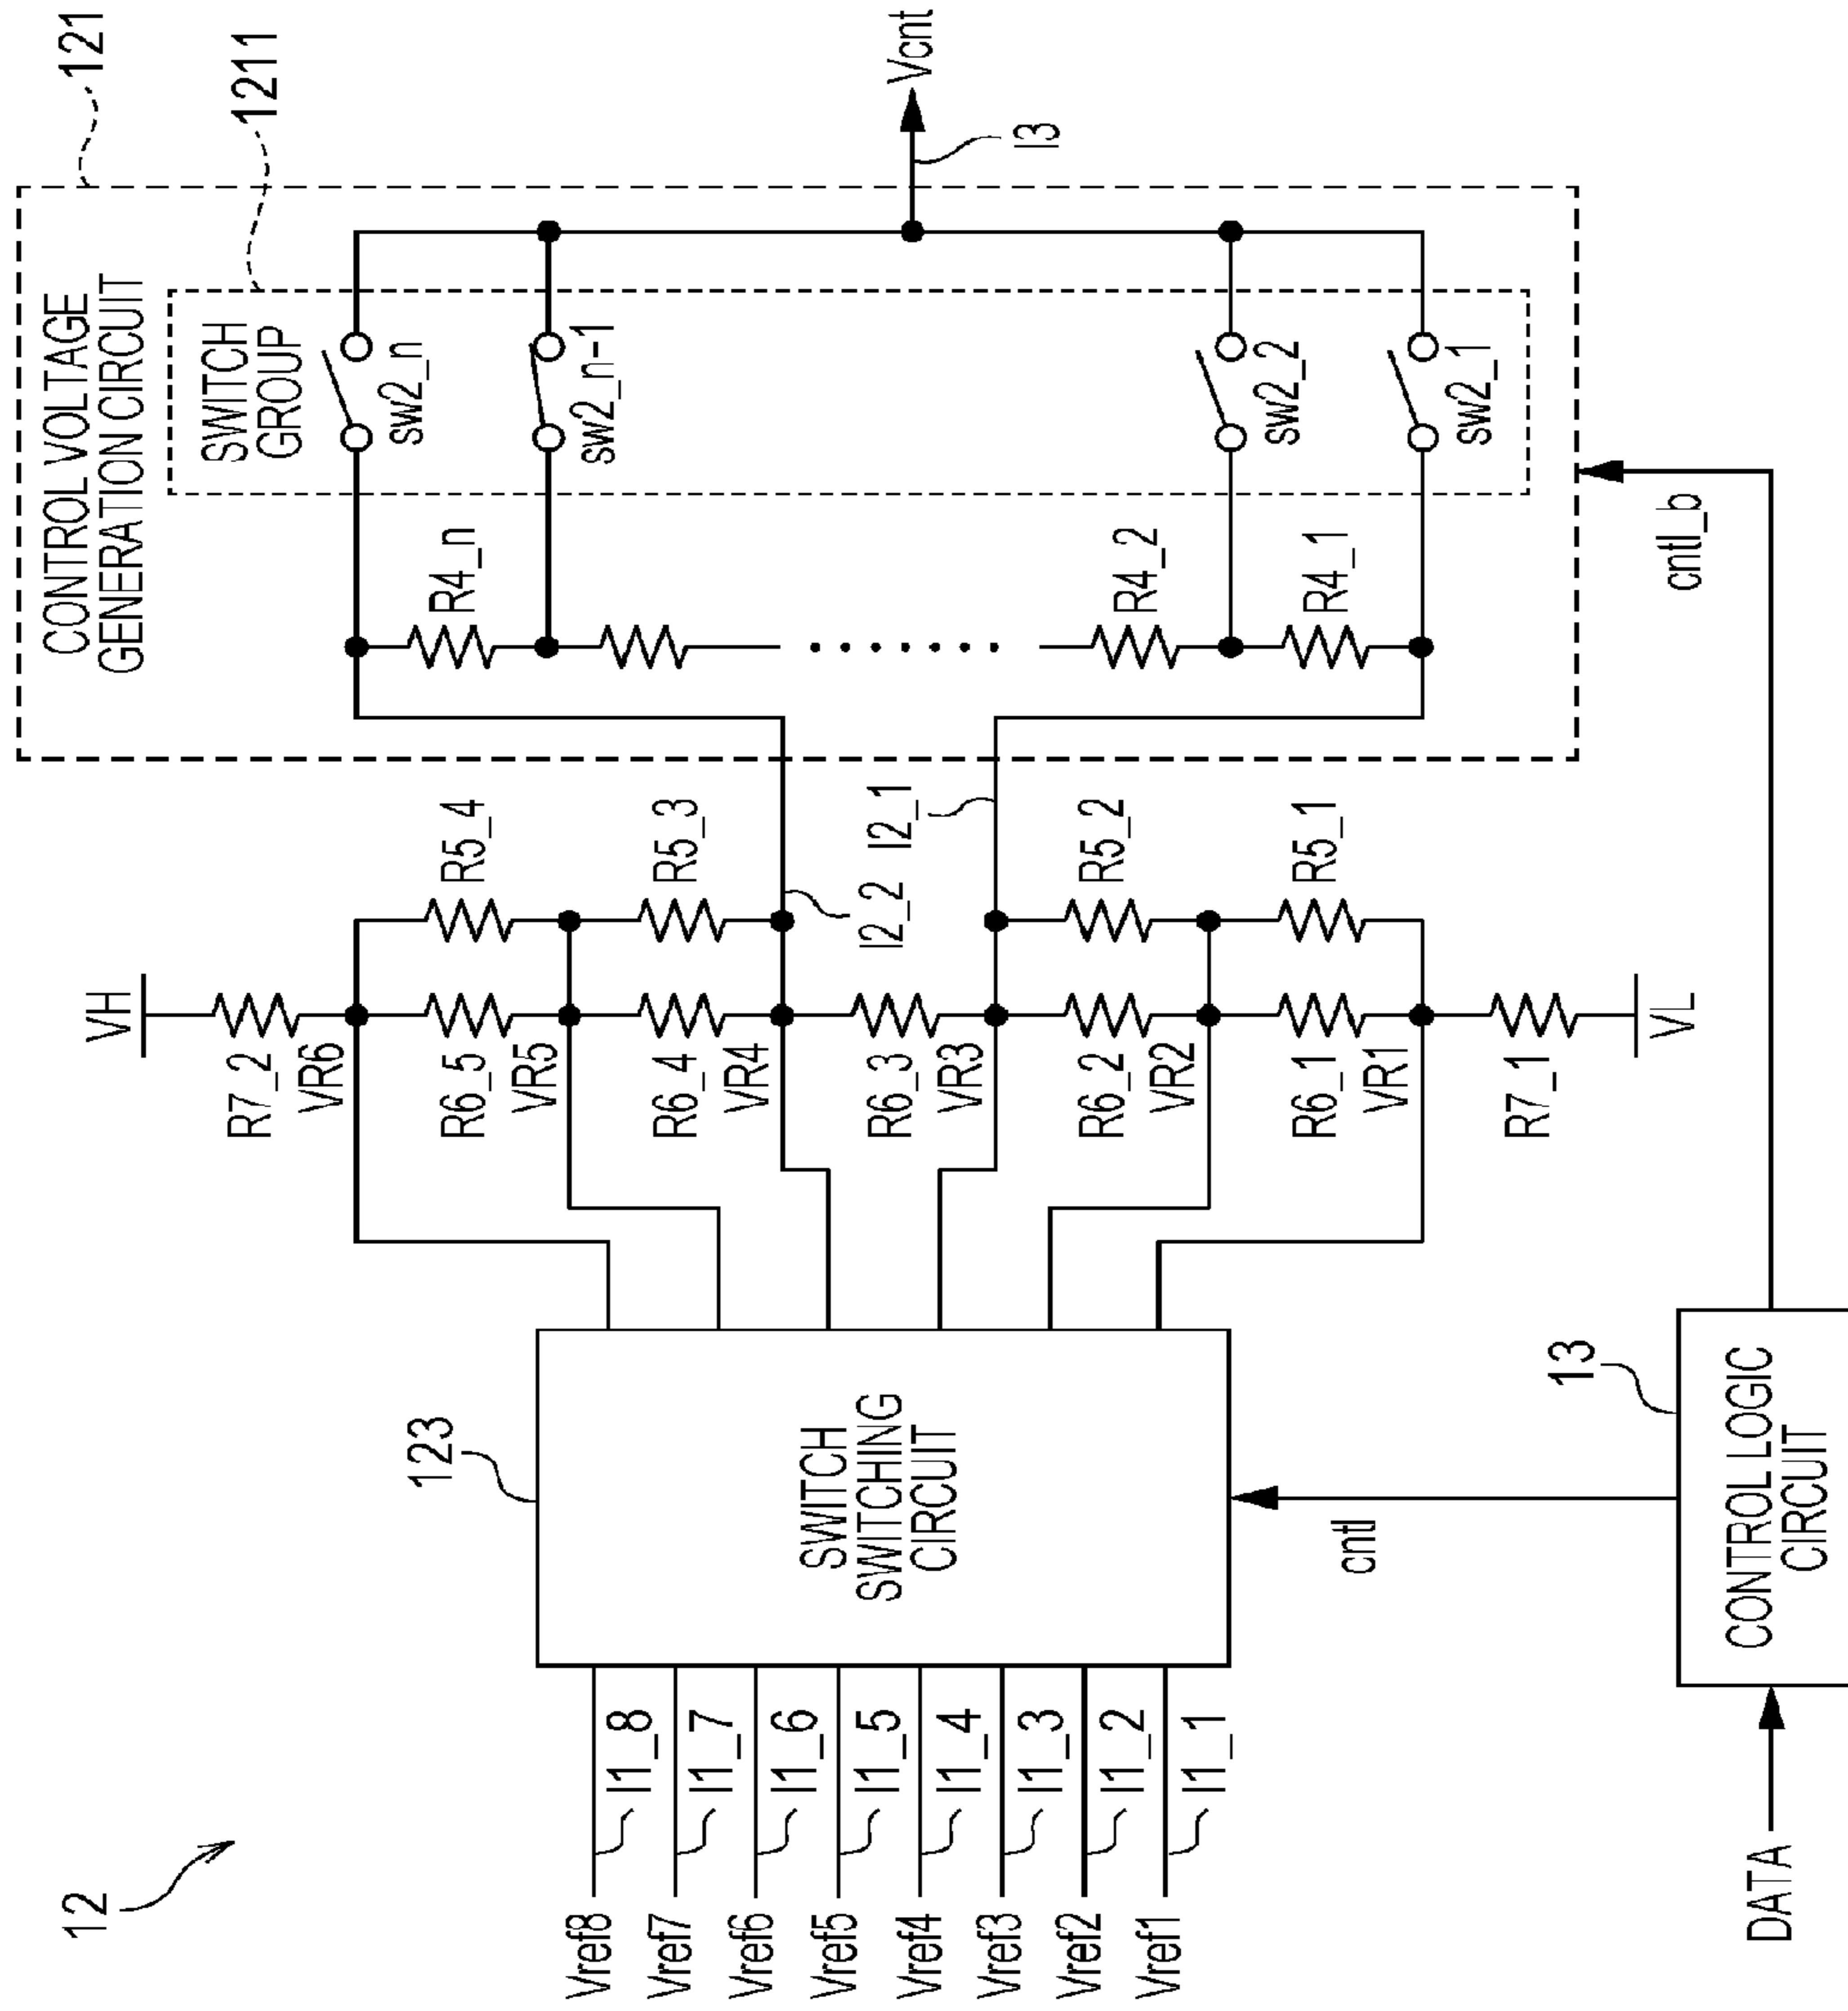 12
CONTROL VOLTAGE
GENERATION CIRCUIT
121
1211
SWITCH
GROUP
VH
R7_2
VR6
R6_5
VR5
R6_4
VR4
R6_3
VR3
R6_2
VR2
R6_1
VR1
R7_1
VL
R5_4
R5_3
R5_2
R5_1
l2_2
l2_1
R4_n
R4_2
R4_1
sw2_n
sw2_n-1
sw2_2
sw2_1
l3
Vcnt
123
SWITCH
SWITCHING
CIRCUIT
Vref8
l1_8
Vref7
l1_7
Vref6
l1_6
Vref5
l1_5
Vref4
l1_4
Vref3
l1_3
Vref2
l1_2
Vref1
l1_1
cntl
cntl_b
13
CONTROL LOGIC
CIRCUIT
DATA